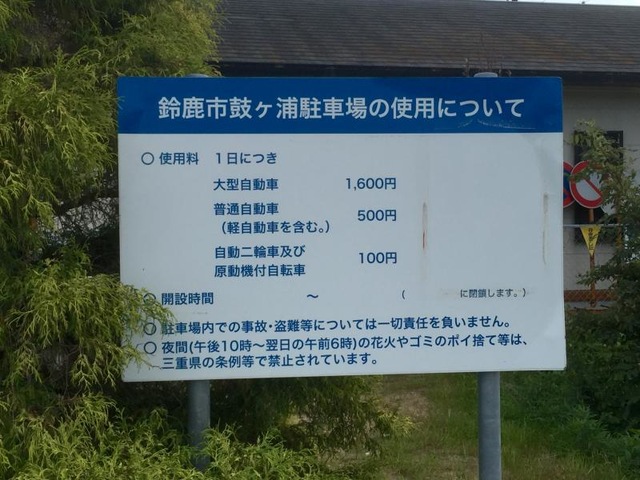 鈴鹿市鼓ヶ浦駐車場の使用について
○ 使用料 1日につき
大型自動車 1,600円
普通自動車 500円
（軽自動車を含む。）
自動二輪車及び
原動機付自転車 100円
○ 開設時間 ～ （ に閉鎖します。）
○ 駐車場内での事故・盗難等については一切責任を負いません。
○ 夜間（午後10時～翌日の午前6時）の花火やゴミのポイ捨て等は、
三重県の条例等で禁止されています。